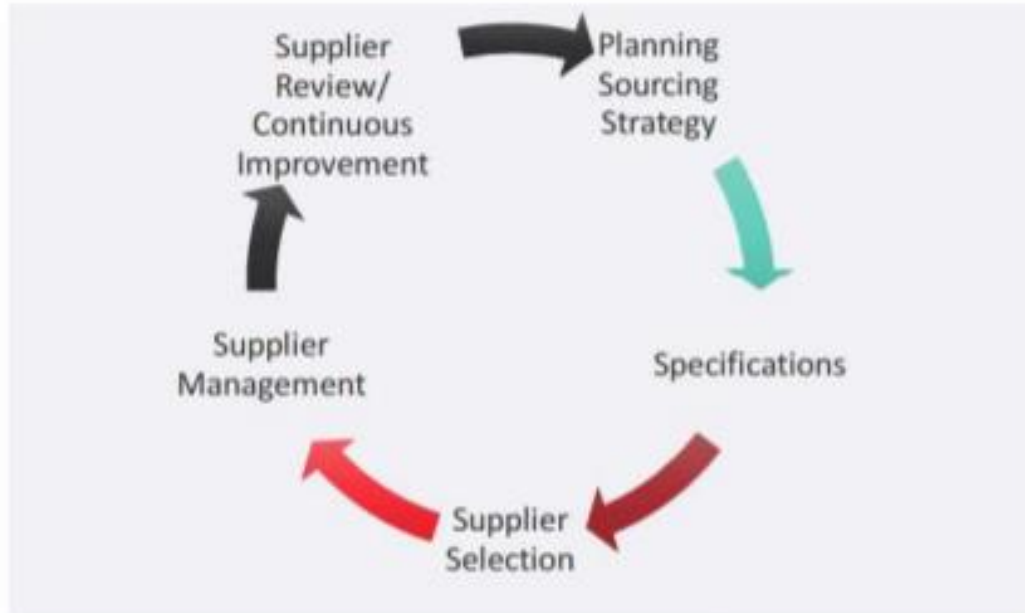 Supplier
Review/
Continuous
Improvement
Planning
Sourcing
Strategy
Specifications
Supplier
Selection
Supplier
Management